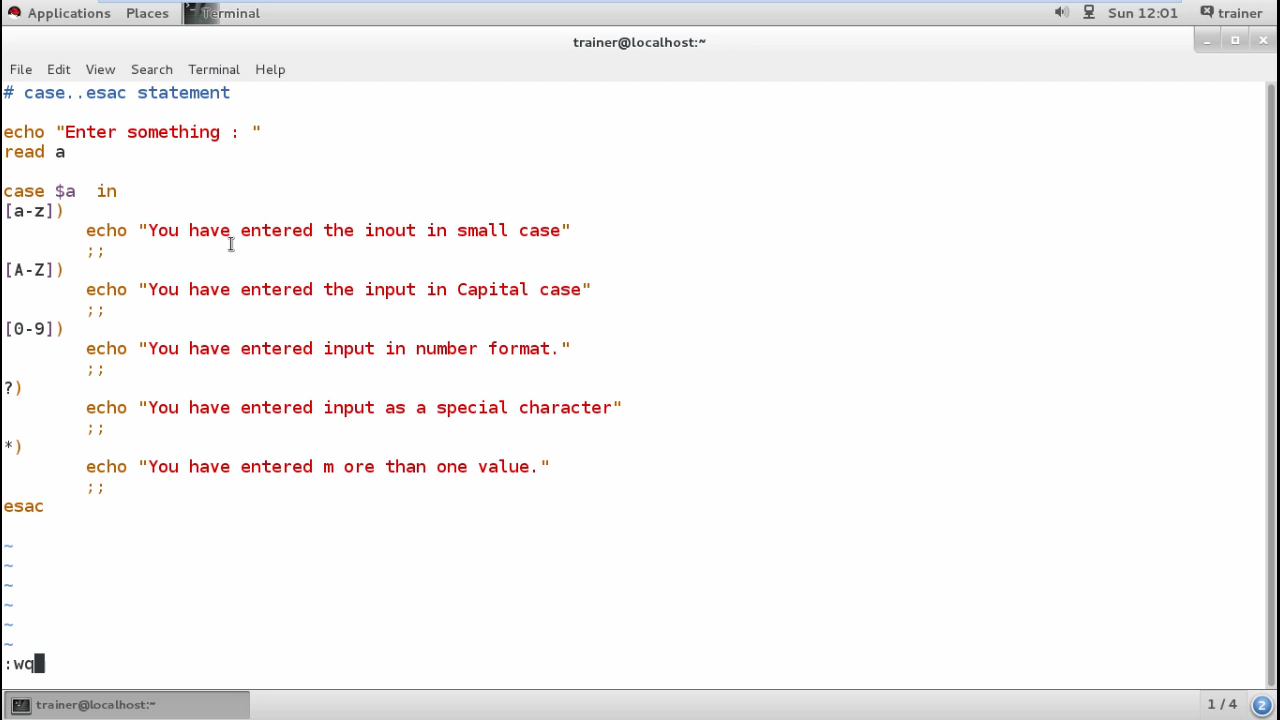 Applications Places Terminal Sun 12:01 trainer
trainer@localhost:~
File Edit View Search Terminal Help
# case..esac statement
echo "Enter something : "
read a
case $a  in
[a-z])
        echo "You have entered the inout in small case"
        ;;
[A-Z])
        echo "You have entered the input in Capital case"
        ;;
[0-9])
        echo "You have entered input in number format."
        ;;
?)
        echo "You have entered input as a special character"
        ;;
*)
        echo "You have entered m ore than one value."
        ;;
esac
~
~
~
~
~
~
:wq
trainer@localhost:~ 1 / 4 2